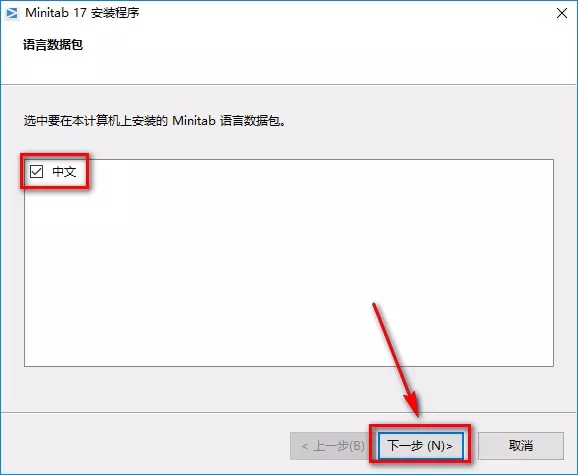 Minitab 17 安装程序
语言数据包
选中要在本计算机上安装的 Minitab 语言数据包。
中文
< 上一步(B) 下一步 (N)> 取消